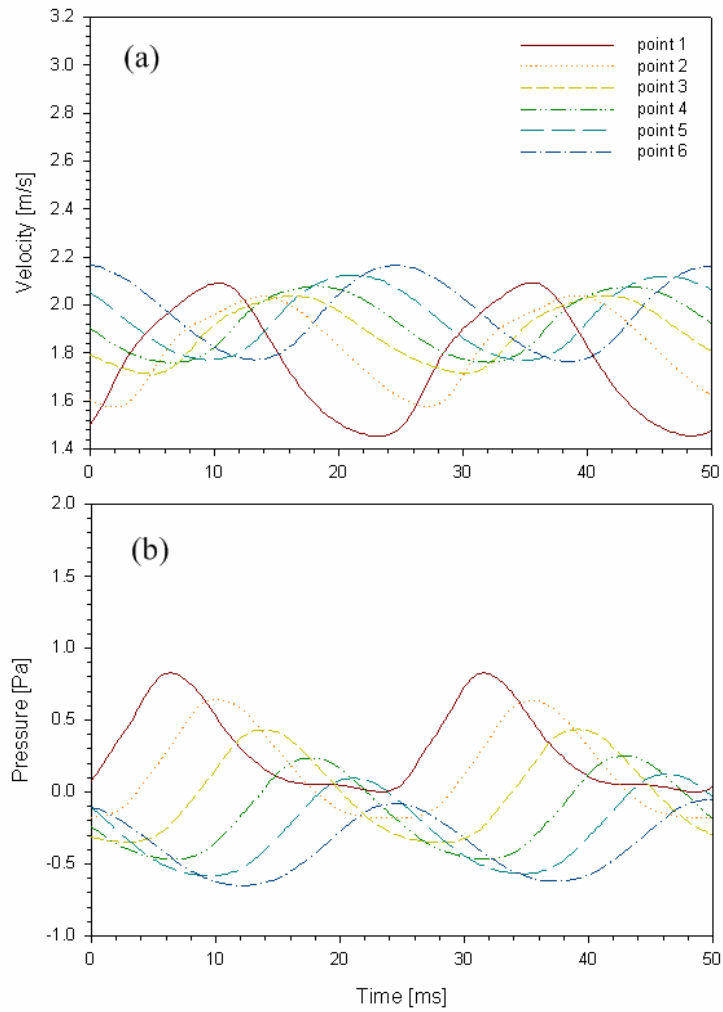 3.2
(a)
point 1
3.0
point 2
point 3
2.8
point 4
point 5
2.6
point 6
2.4
Velocity [m/s]
2.2
2.0
1.8
1.6
1.4
0 10 20 30 40 50
2.0
(b)
1.5
1.0
Pressure [Pa]
0.5
0.0
-0.5
-1.0
0 10 20 30 40 50
Time [ms]